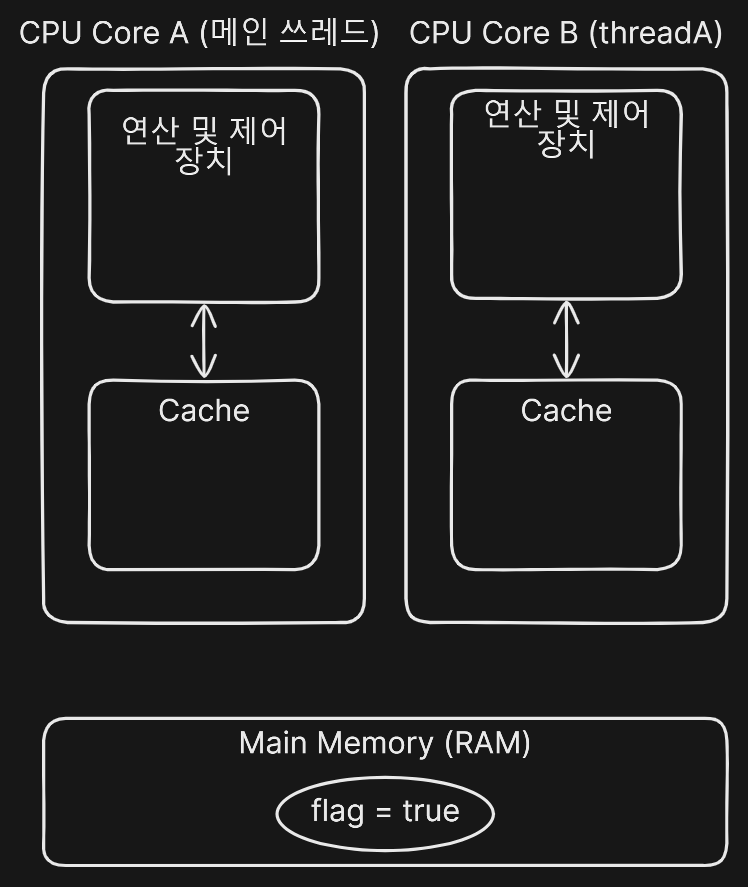 CPU Core A (메인 쓰레드)
CPU Core B (threadA)
연산 및 제어
장치
연산 및 제어
장치
Cache
Cache
Main Memory (RAM)
flag = true